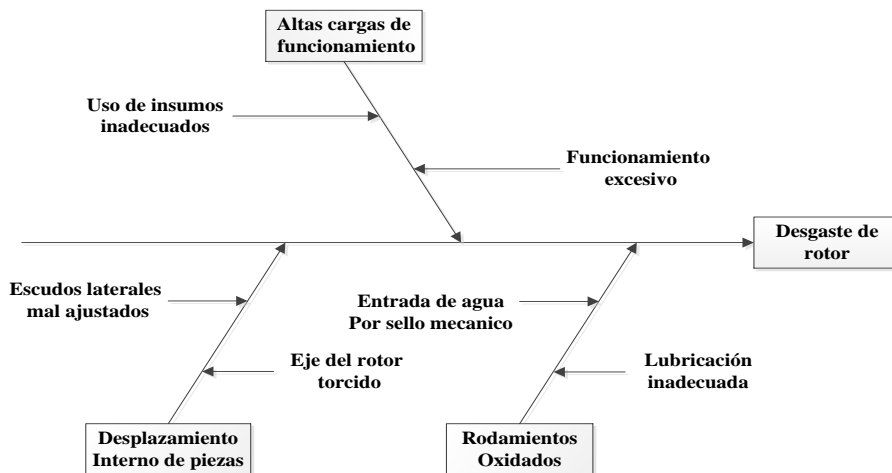 Altas cargas de
funcionamiento
Uso de insumos
inadecuados
Funcionamiento
excesivo
Desgaste de
rotor
Escudos laterales
mal ajustados
Entrada de agua
Por sello mecanico
Eje del rotor
torcido
Lubricación
inadecuada
Desplazamiento
Interno de piezas
Rodamientos
Oxidados